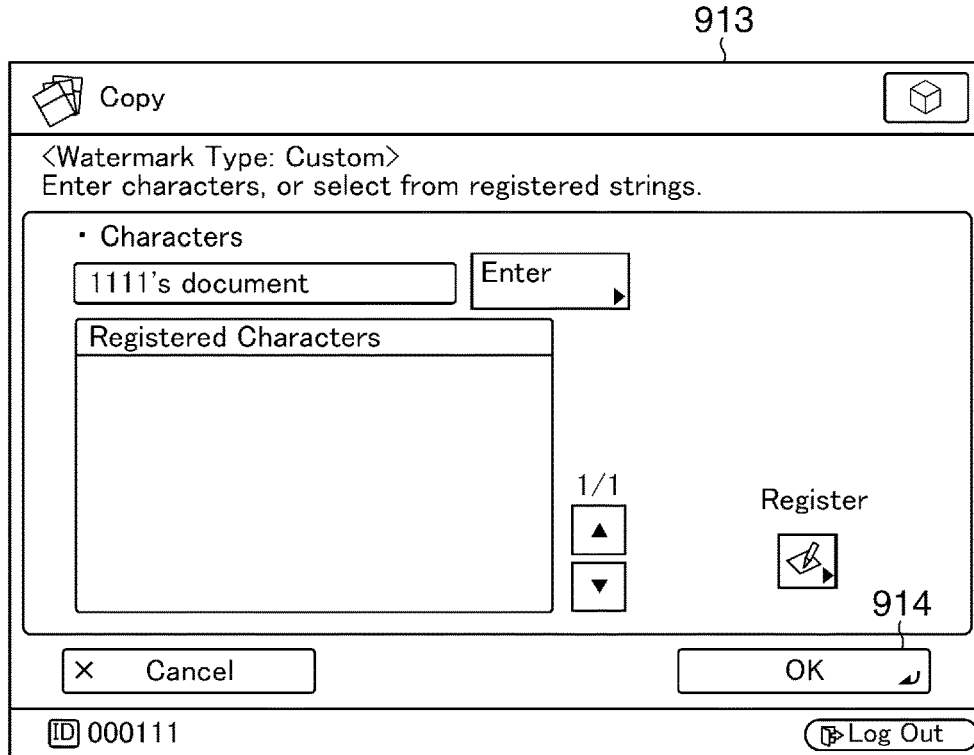 913
Copy
<Watermark Type: Custom>
Enter characters, or select from registered strings.
・Characters
1111's document
Enter
Registered Characters
1/1
Register
914
× Cancel
OK
ID 000111
Log Out